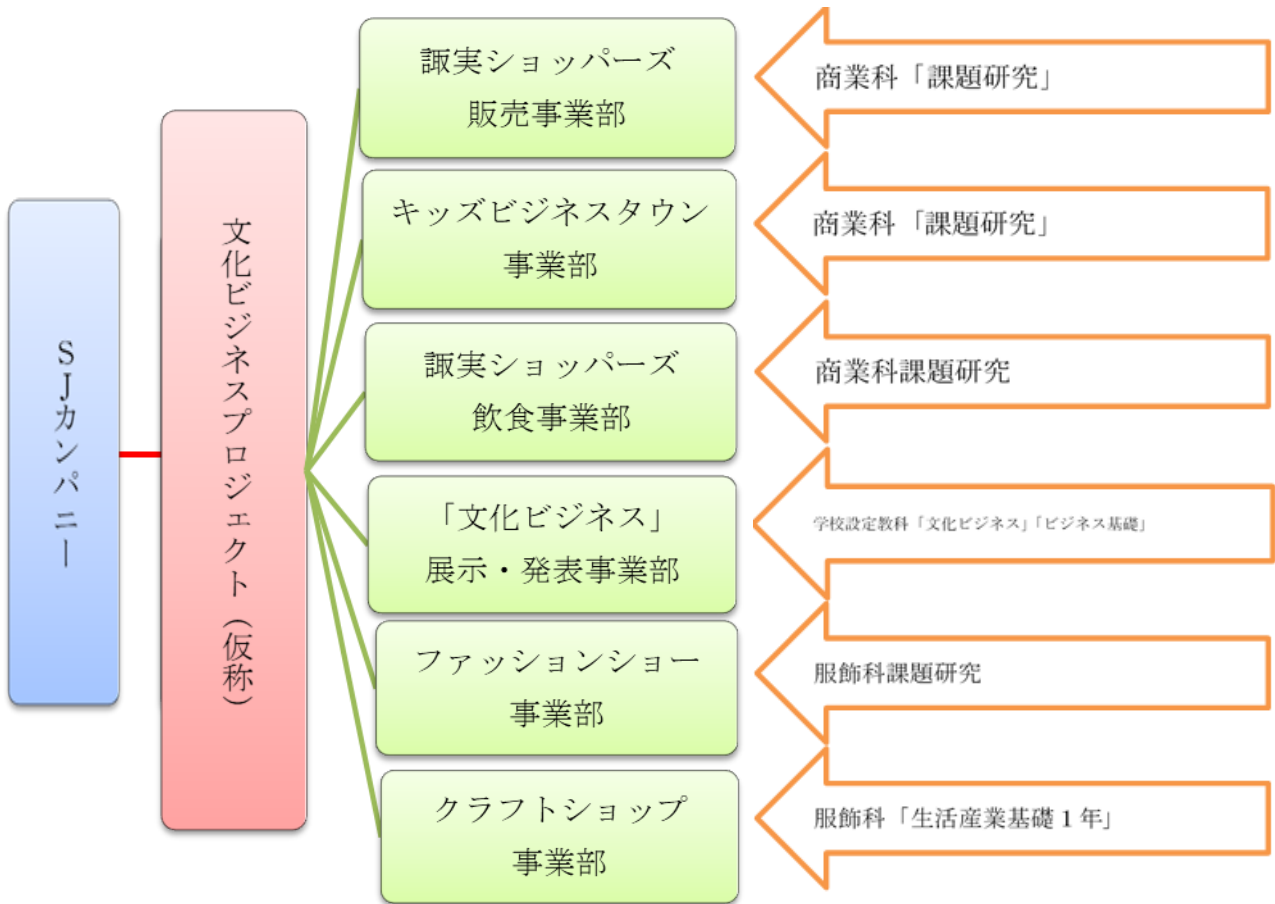 SJカンパニー
文化ビジネスプロジェクト（仮称）
諏実ショッパーズ
販売事業部
商業科「課題研究」
キッズビジネスタウン
事業部
商業科「課題研究」
諏実ショッパーズ
飲食事業部
商業科課題研究
「文化ビジネス」
展示・発表事業部
学校設定教科「文化ビジネス」「ビジネス基礎」
ファッションショー
事業部
服飾科課題研究
クラフトショップ
事業部
服飾科「生活産業基礎1年」